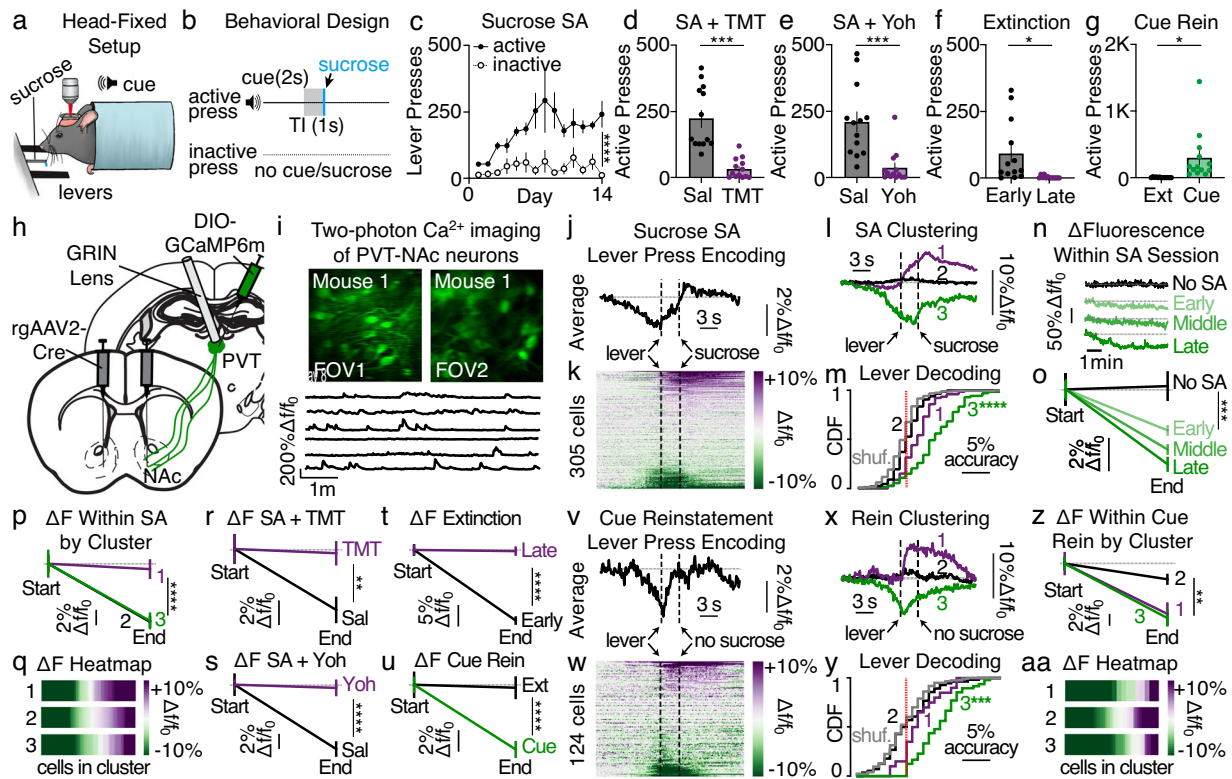 a Head-Fixed
Setup
sucrose
cue
levers
b Behavioral Design
cue(2s)
sucrose
active
press
TI (1s)
inactive
press
no cue/sucrose
c Sucrose SA
500
active
inactive
250
0
Lever Presses
****
0 Day 14
d SA + TMT
***
500
250
0
Active Presses
Sal TMT
e SA + Yoh
***
500
250
0
Active Presses
Sal Yoh
f Extinction
*
500
250
0
Active Presses
Early Late
g Cue Rein
*
2K
1K
0
Active Presses
Ext Cue
h
DIO-
GCaMP6m
GRIN
Lens
rgAAV2-
Cre
PVT
NAc
i Two-photon Ca²⁺ imaging
of PVT-NAc neurons
Mouse 1
FOV1
Mouse 1
FOV2
200%Δf/f₀
1m
j Sucrose SA
Lever Press Encoding
Average
2%Δf/f₀
3 s
lever sucrose
k
305 cells
+10%
Δf/f₀
-10%
l SA Clustering
3 s
1
2
3
10%Δf/f₀
lever sucrose
m Lever Decoding
1
CDF
0
shuf.
2
1
3****
5%
accuracy
n ΔFluorescence
Within SA Session
No SA
Early
Middle
Late
50%Δf/f₀
1min
o
No SA
Start
****
Early
Middle
Late
2%
Δf/f₀
End
p ΔF Within SA
by Cluster
Start
1
2
3
****
2%
Δf/f₀
End
q ΔF Heatmap
1
2
3
+10%
Δf/f₀
-10%
cells in cluster
r ΔF SA + TMT
TMT
Start
**
Sal
2%
Δf/f₀
End
s ΔF SA + Yoh
Yoh
Start
****
Sal
2%
Δf/f₀
End
t ΔF Extinction
Late
Start
****
Early
5%
Δf/f₀
End
u ΔF Cue Rein
Ext
Start
****
Cue
2%
Δf/f₀
End
v Cue Reinstatement
Lever Press Encoding
Average
2%Δf/f₀
3 s
lever no sucrose
w
124 cells
+10%
Δf/f₀
-10%
x Rein Clustering
1
2
3
3 s
10%Δf/f₀
lever no sucrose
y Lever Decoding
1
CDF
0
shuf.
2
1
3***
5%
accuracy
z ΔF Within Cue
Rein by Cluster
Start
2
**
1
3
2%
Δf/f₀
End
aa ΔF Heatmap
1
2
3
+10%
Δf/f₀
-10%
cells in cluster